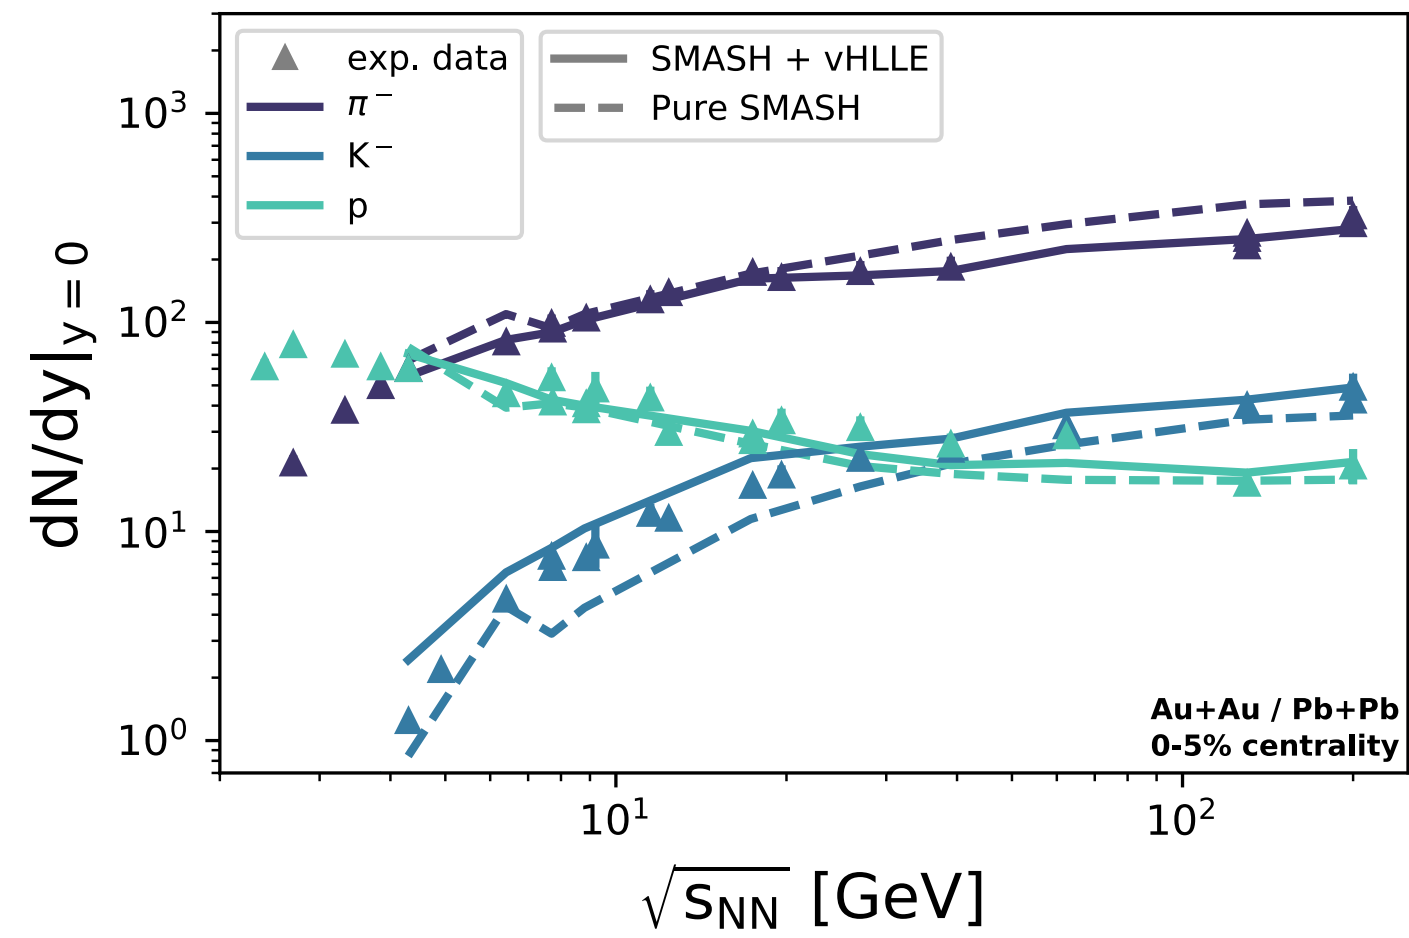 exp. data
π⁻
K⁻
p
SMASH + vHLLE
Pure SMASH
10³
10²
10¹
10⁰
dN/dy|y = 0
Au+Au / Pb+Pb
0-5% centrality
10¹
10²
√sNN [GeV]